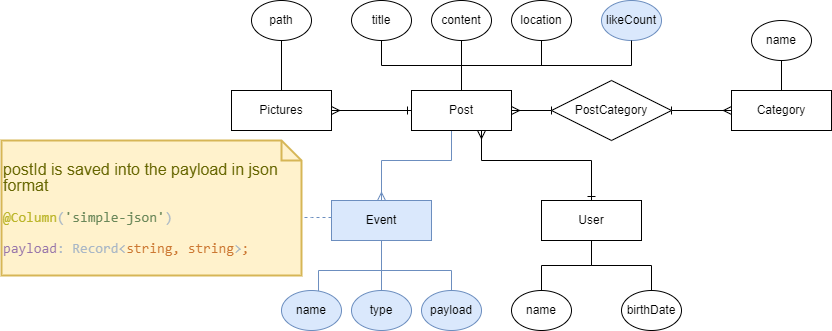 path
title
content
location
likeCount
name
Pictures
Post
PostCategory
Category
postId is saved into the payload in json
format
@Column('simple-json')
payload: Record<string, string>;
Event
User
name
type
payload
name
birthDate